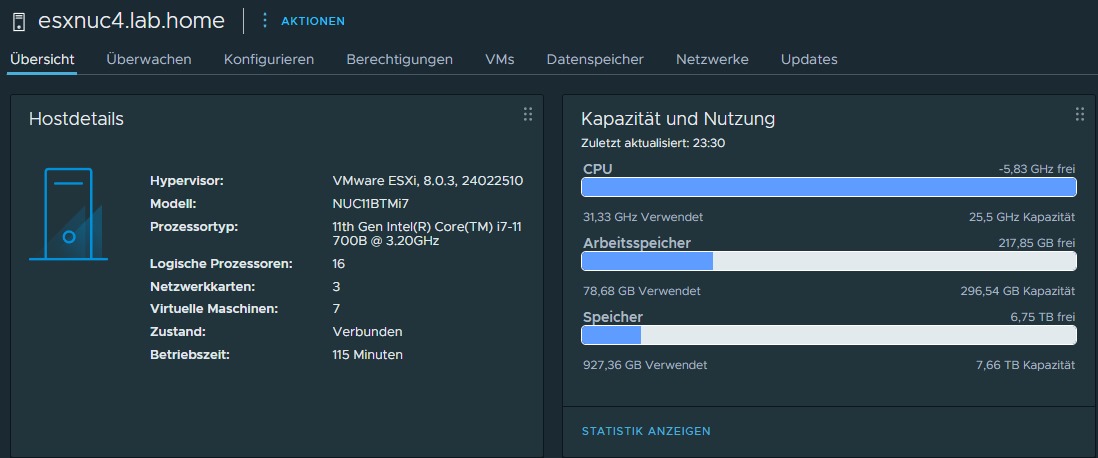 esxnuc4.lab.home AKTIONEN
Übersicht Überwachen Konfigurieren Berechtigungen VMs Datenspeicher Netzwerke Updates
Hostdetails
Hypervisor: VMware ESXi, 8.0.3, 24022510
Modell: NUC11BTMi7
Prozessortyp: 11th Gen Intel(R) Core(TM) i7-11
700B @ 3.20GHz
Logische Prozessoren: 16
Netzwerkkarten: 3
Virtuelle Maschinen: 7
Zustand: Verbunden
Betriebszeit: 115 Minuten
Kapazität und Nutzung
Zuletzt aktualisiert: 23:30
CPU -5,83 GHz frei
31,33 GHz Verwendet 25,5 GHz Kapazität
Arbeitsspeicher 217,85 GB frei
78,68 GB Verwendet 296,54 GB Kapazität
Speicher 6,75 TB frei
927,36 GB Verwendet 7,66 TB Kapazität
STATISTIK ANZEIGEN